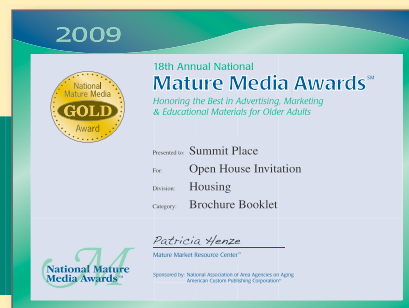 2009
National
Mature Media
GOLD
Award
18th Annual National
Mature Media Awards℠
Honoring the Best in Advertising, Marketing
& Educational Materials for Older Adults
Presented to: Summit Place
For: Open House Invitation
Division: Housing
Category: Brochure Booklet
Patricia Henze
Mature Market Resource Center™
National Mature
Media Awards℠
Sponsored by: National Association of Area Agencies on Aging
American Custom Publishing Corporation®